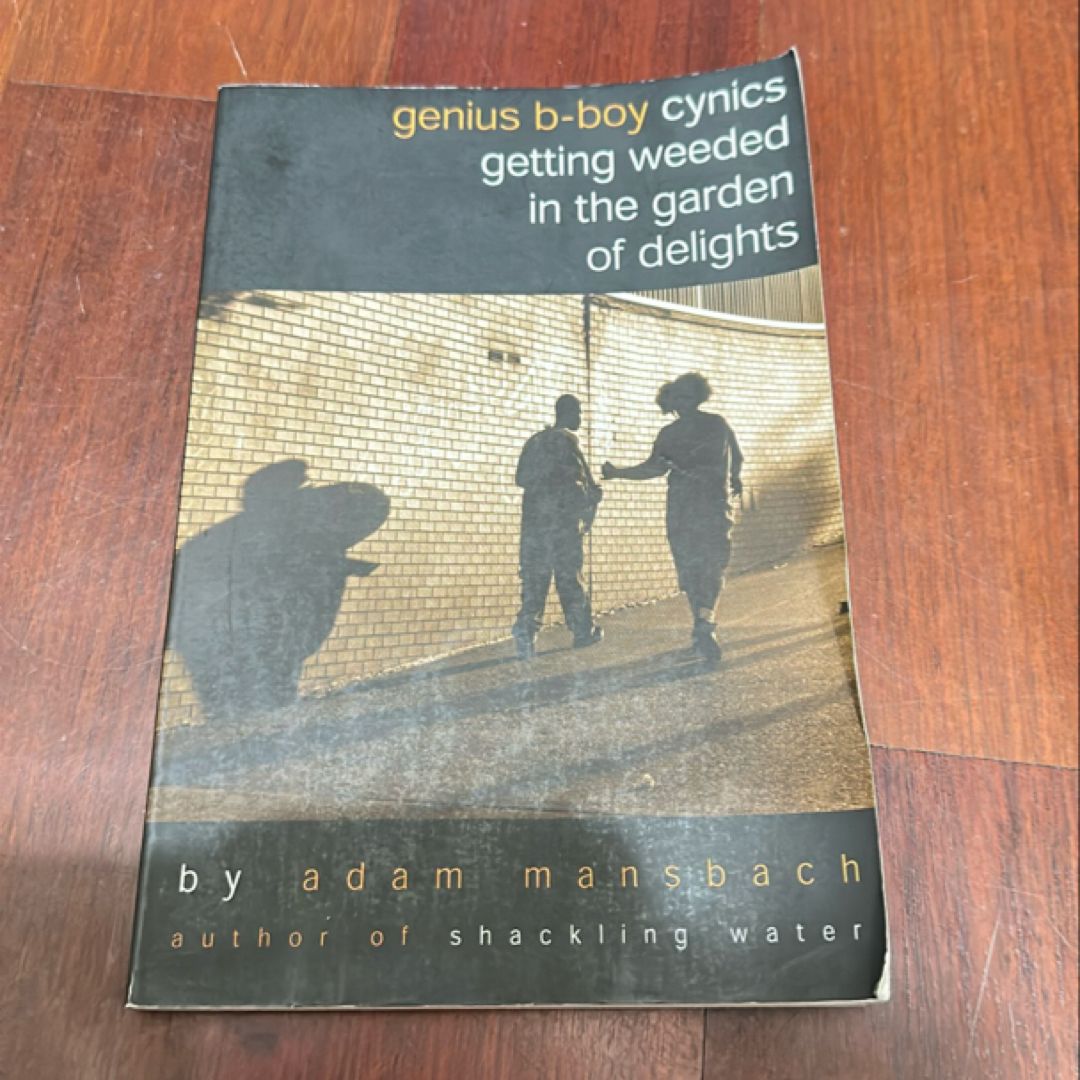 genius b-boy cynics
getting weeded
in the garden
of delights
by adam mansbach
author of shackling water